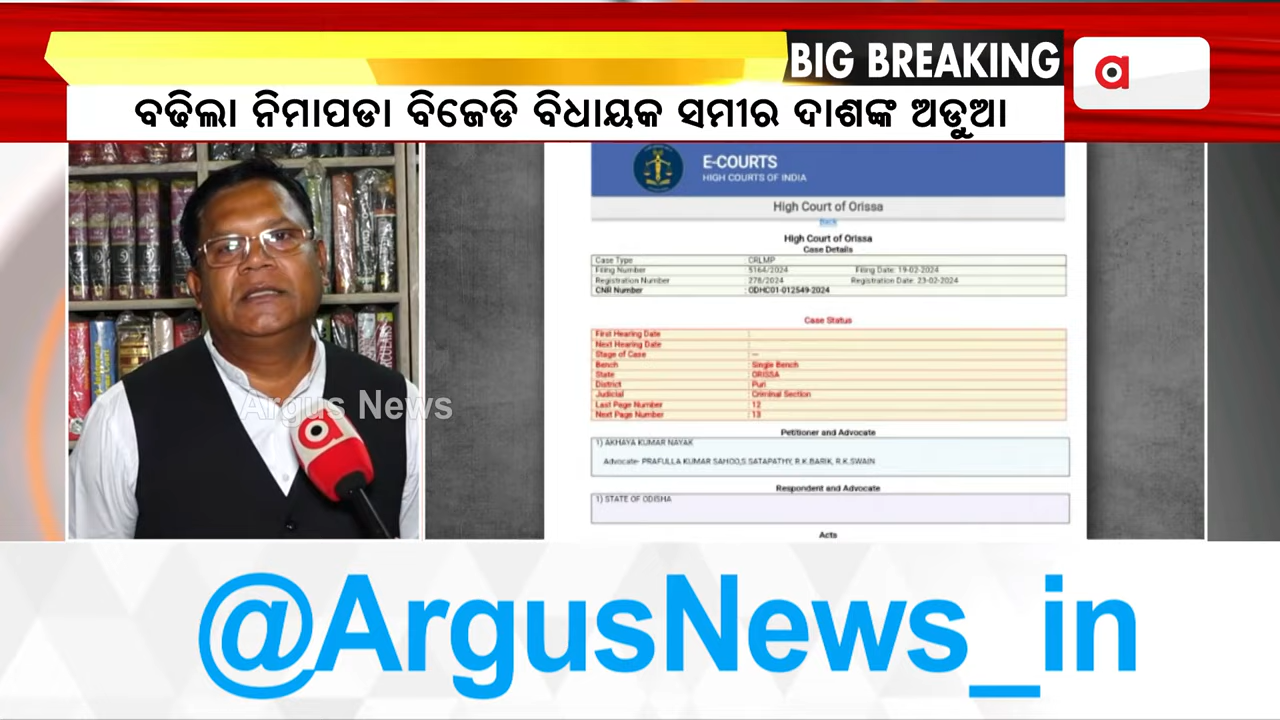 BIG BREAKING
a
ବଢିଲା ନିମାପଡା ବିଜେଡି ବିଧାୟକ ସମୀର ଦାଶଙ୍କ ଅଡୁଆ
E-COURTS
HIGH COURTS OF INDIA
High Court of Orissa
Back
High Court of Orissa
Case Details
Case Type : CRLMP
Filing Number : 5164/2024 Filing Date: 19-02-2024
Registration Number : 278/2024 Registration Date: 23-02-2024
CNR Number : ODHC01-012549-2024
Case Status
First Hearing Date :
Next Hearing Date :
Stage of Case : --
Bench : Single Bench
State : ORISSA
District : Puri
Judicial : Criminal Section
Last Page Number : 12
Next Page Number : 13
Petitioner and Advocate
1) AKHAYA KUMAR NAYAK
Advocate- PRAFULLA KUMAR SAHOO,S.SATAPATHY, R.K.BARIK, R.K.SWAIN
Respondent and Advocate
1) STATE OF ODISHA
Acts
Argus News
a
@ArgusNews_in